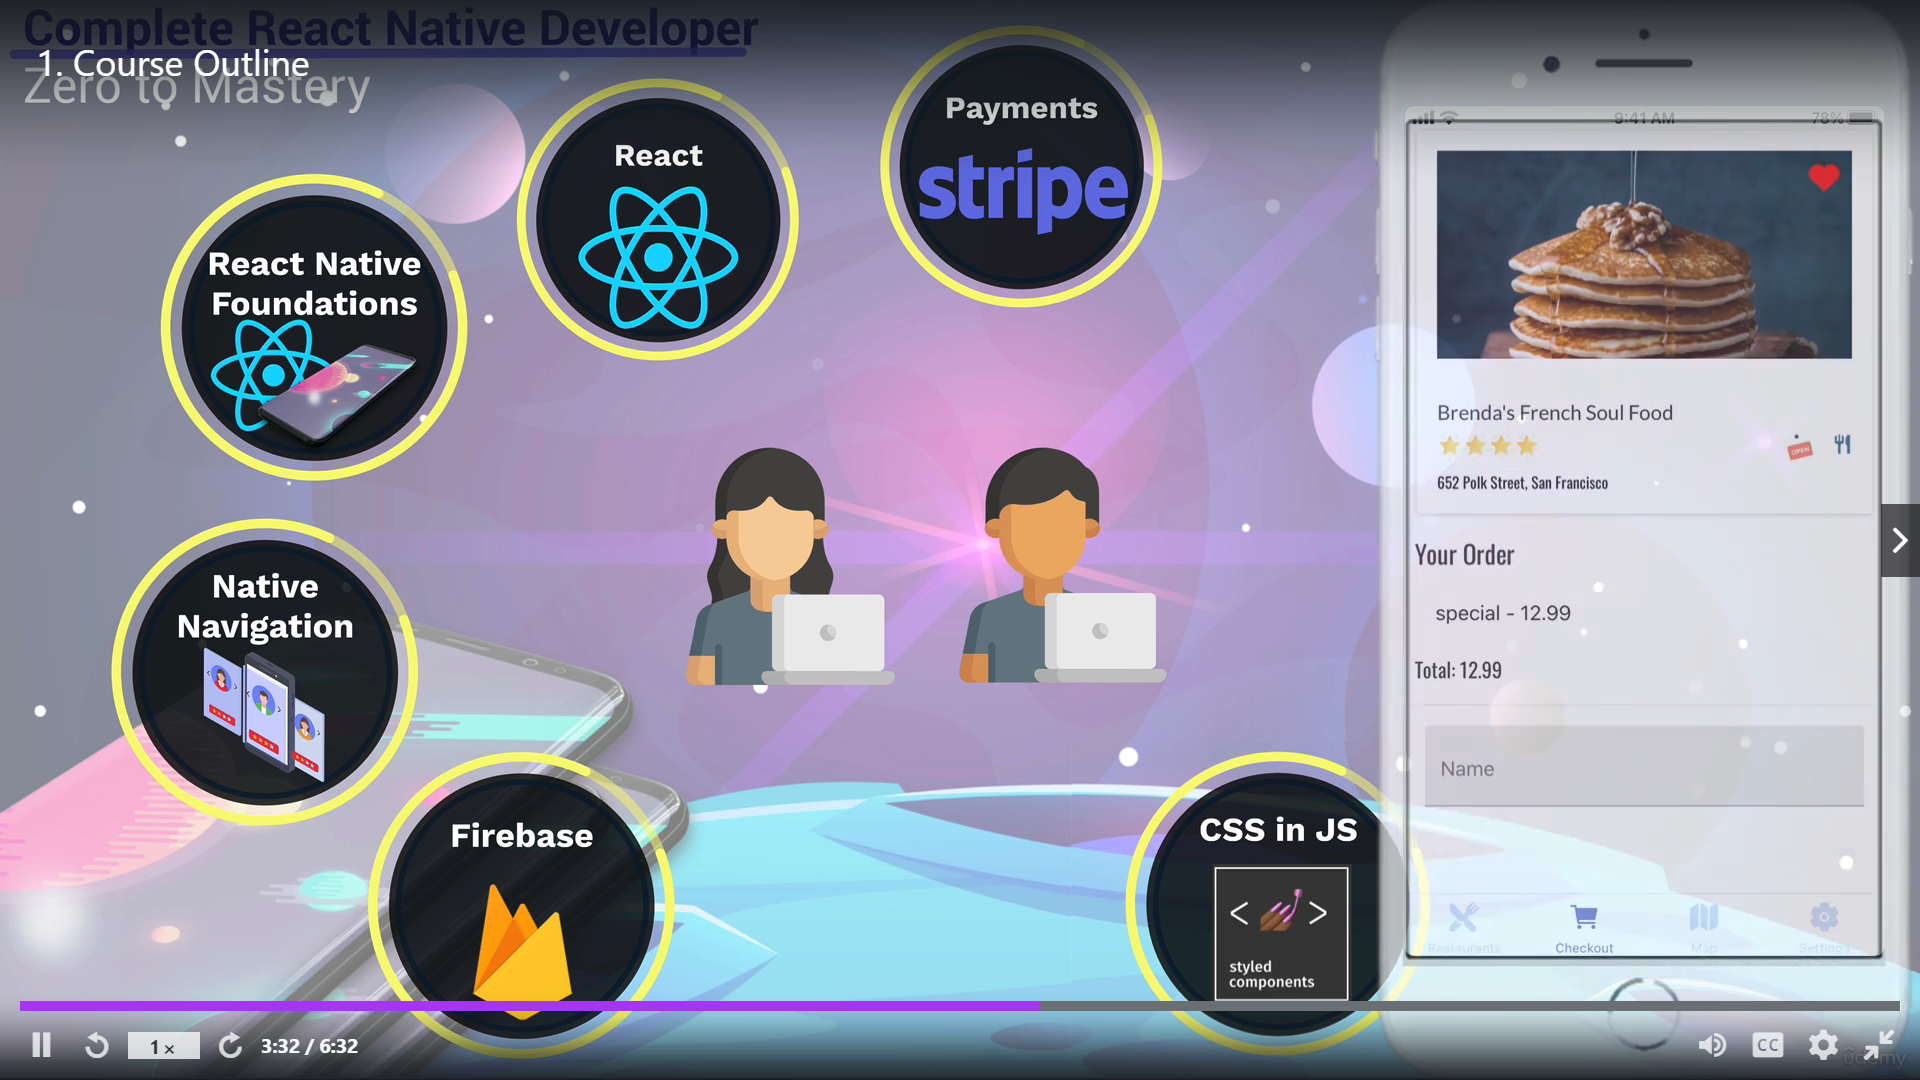 Complete React Native Developer
1. Course Outline
Zero to Mastery
Payments
stripe
React
React Native
Foundations
Native
Navigation
Firebase
CSS in JS
< >
styled
components
9:41 AM
78%
Brenda's French Soul Food
OPEN
652 Polk Street, San Francisco
Your Order
special - 12.99
Total: 12.99
Name
Restaurants
Checkout
Map
Settings
1 x
3:32 / 6:32
CC
ûdemy